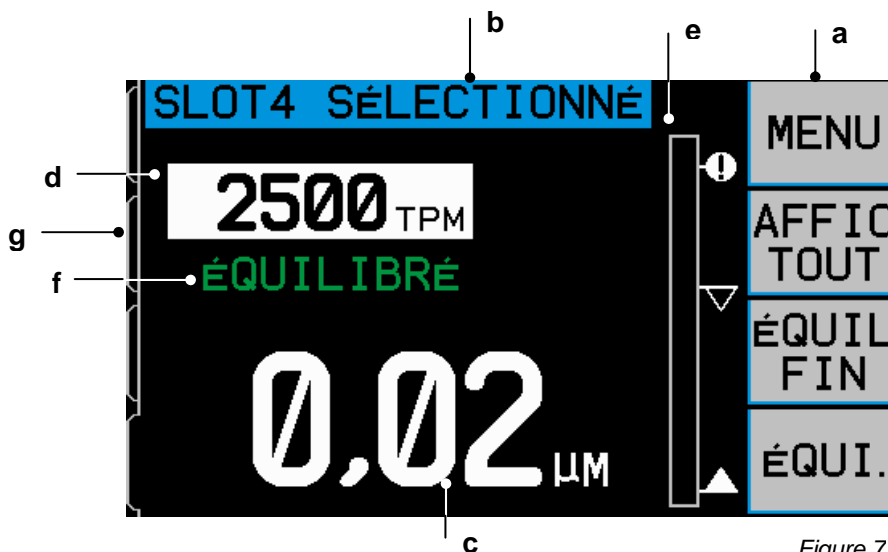 b
e
a
SLOT4 SÉLECTIONNÉ
MENU
d
2500 TPM
AFFIC
TOUT
g
f
ÉQUILIBRÉ
ÉQUIL
FIN
0,02 µM
ÉQUI.
c
Figure 7